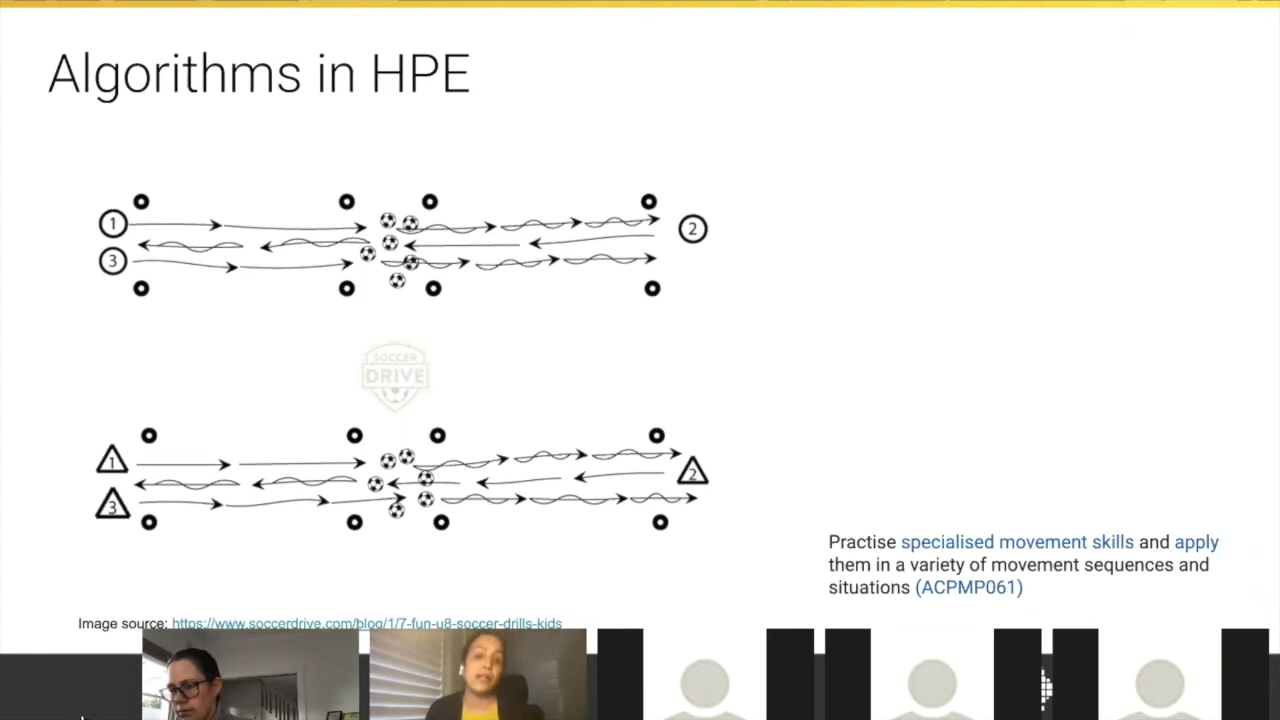 Algorithms in HPE
1
2
3
SOCCER
DRIVE
1
2
3
Practise specialised movement skills and apply
them in a variety of movement sequences and
situations (ACPMP061)
Image source: https://www.soccerdrive.com/blog/1/7-fun-u8-soccer-drills-kids